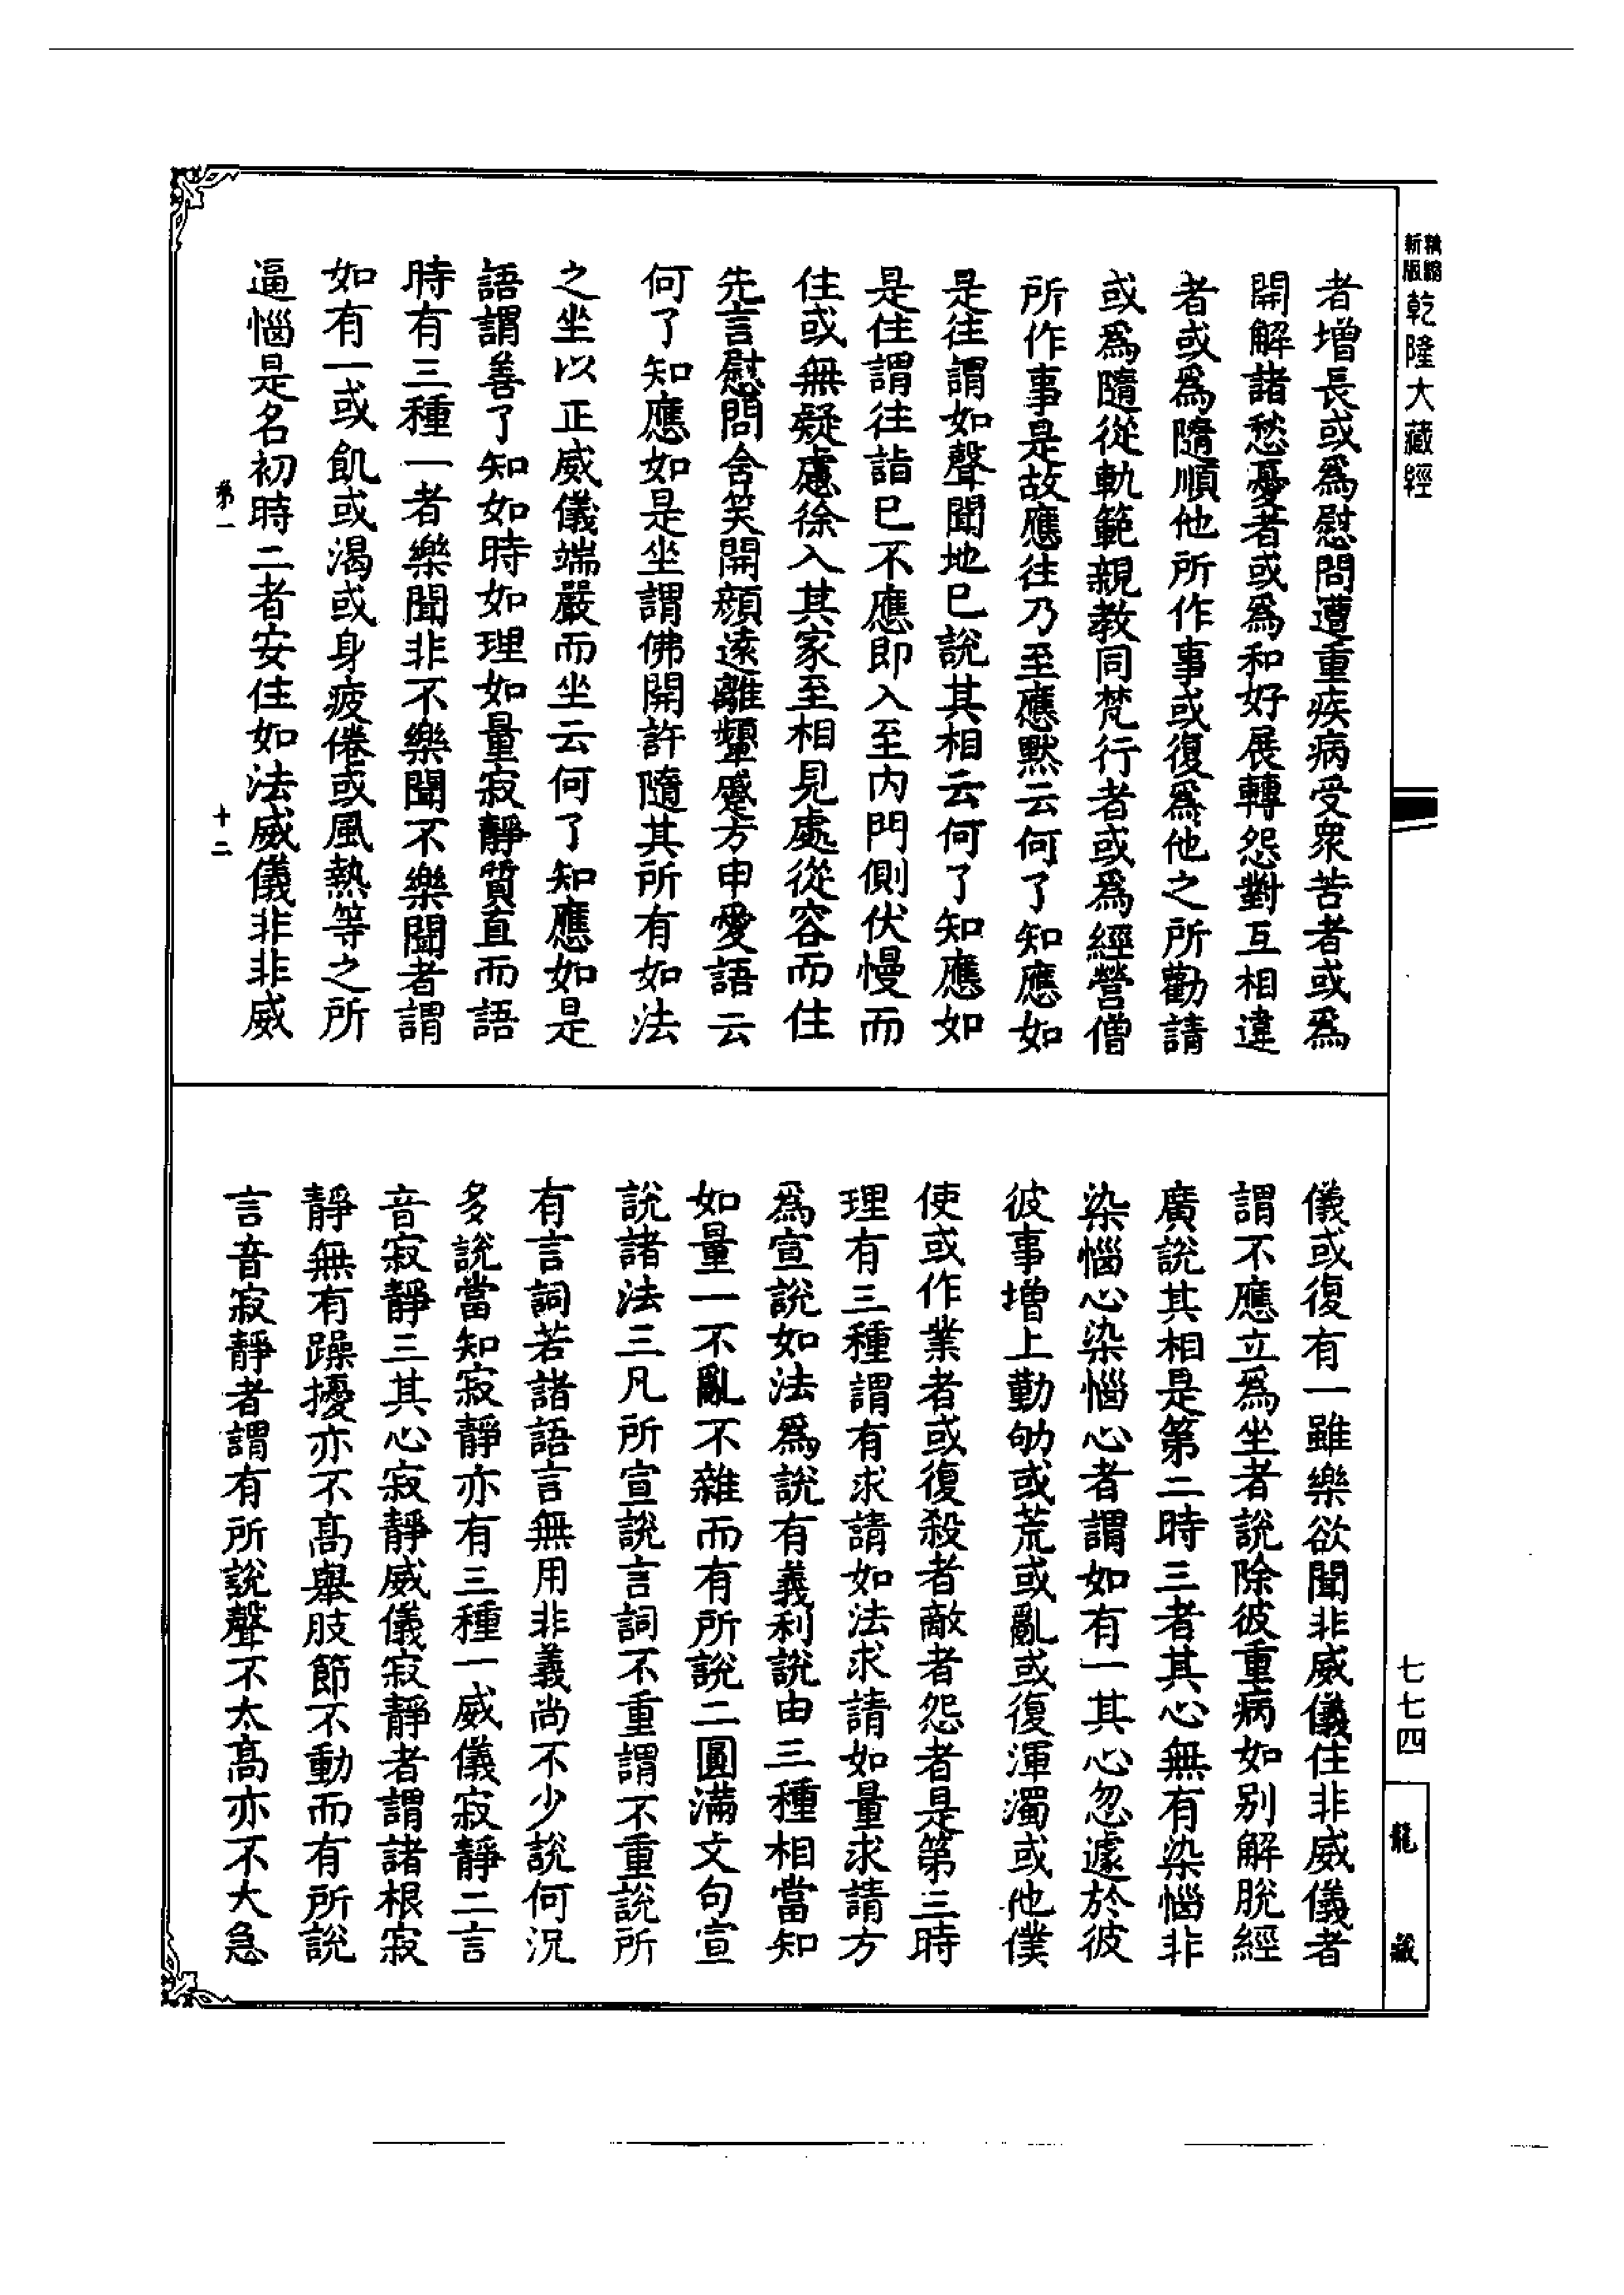 精縮新版 乾隆大藏經
者增長或爲慰問遭重疾病受衆苦者或爲
開解諸愁憂者或爲和好展轉怨對互相違
者或爲隨順他所作事或復爲他之所勸請
或爲隨從軌範親教同梵行者或爲經營僧
所作事是故應往乃至應默云何了知應如
是往謂如聲聞地已說其相云何了知應如
是住謂往詣已不應即入至內門側伏慢而
住或無疑慮徐入其家至相見處從容而住
先言慰問含笑開顏遠離顰蹙方申愛語云
何了知應如是坐謂佛開許隨其所有如法
之坐以正威儀端嚴而坐云何了知應如是
語謂善了知如時如理如量寂靜質直而語
時有三種一者樂聞非不樂聞不樂聞者謂
如有一或飢或渴或身疲倦或風熱等之所
逼惱是名初時二者安住如法威儀非非威
第一 十二
儀或復有一雖樂欲聞非威儀住非威儀者
謂不應立爲坐者說除彼重病如別解脫經
廣說其相是第二時三者其心無有染惱非
染惱心染惱心者謂如有一其心忽遽於彼
彼事增上勤劬或荒或亂或復渾濁或他僕
使或作業者或復殺者敵者怨者是第三時
理有三種謂有求請如法求請如量求請方
爲宣說如法爲說有義利說由三種相當知
如量一不亂不雜而有所說二圓滿文句宣
說諸法三凡所宣說言詞不重謂不重說所
有言詞若諸語言無用非義尚不少說何況
多說當知寂靜亦有三種一威儀寂靜二言
音寂靜三其心寂靜威儀寂靜者謂諸根寂
靜無有躁擾亦不高舉肢節不動而有所說
言音寂靜者謂有所說聲不太高亦不大急
七七四
龍藏